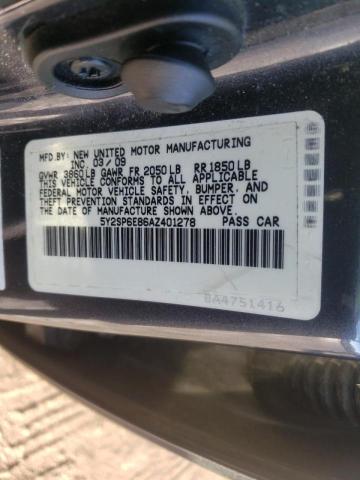 MFD.BY: NEW UNITED MOTOR MANUFACTURING
INC 03/09
GVWR 3860LB GAWR FR 2050LB RR 1850LB
THIS VEHICLE CONFORMS TO ALL APPLICABLE
FEDERAL MOTOR VEHICLE SAFETY, BUMPER, AND
THEFT PREVENTION STANDARDS IN EFFECT ON
THE DATE OF MANUFACTURE SHOWN ABOVE.
5Y2SP6E86AZ401278 PASS CAR
BA4751416